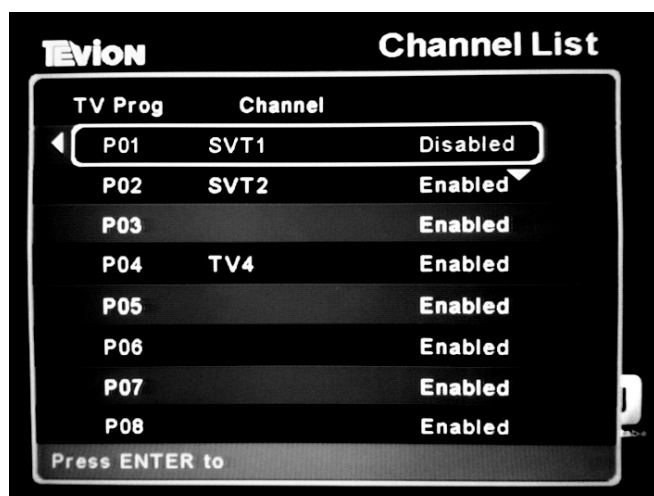 TEVION
Channel List
TV Prog Channel
P01 SVT1 Disabled
P02 SVT2 Enabled
P03 Enabled
P04 TV4 Enabled
P05 Enabled
P06 Enabled
P07 Enabled
P08 Enabled
Press ENTER to